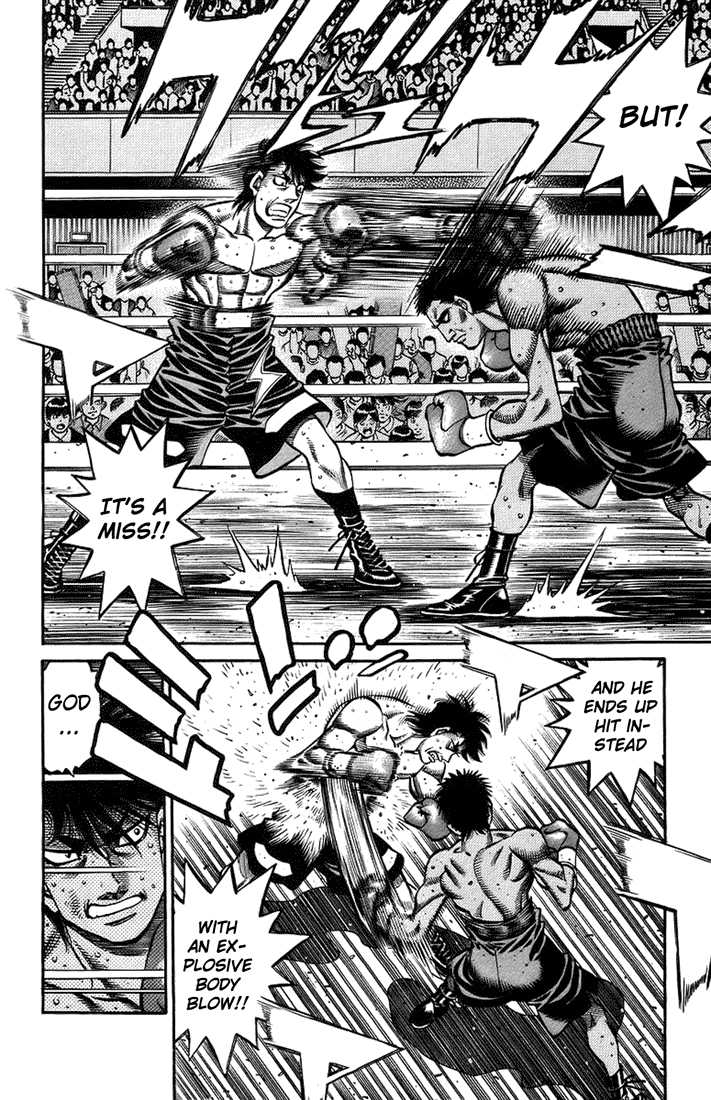 BUT!
IT'S A
MISS!!
AND HE
ENDS UP
HIT IN-
STEAD
GOD
...
WITH
AN EX-
PLOSIVE
BODY
BLOW!!